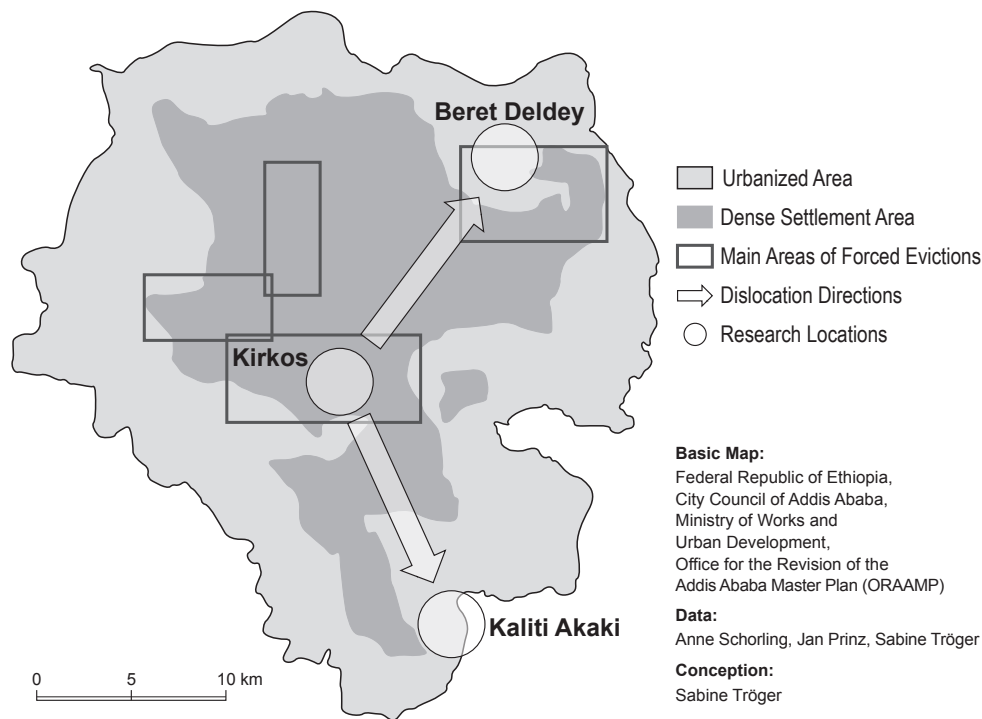 Beret Deldey
Kirkos
Kaliti Akaki
0 5 10 km
Urbanized Area
Dense Settlement Area
Main Areas of Forced Evictions
Dislocation Directions
Research Locations
Basic Map:
Federal Republic of Ethiopia,
City Council of Addis Ababa,
Ministry of Works and
Urban Development,
Office for the Revision of the
Addis Ababa Master Plan (ORAAMP)
Data:
Anne Schorling, Jan Prinz, Sabine Tröger
Conception:
Sabine Tröger